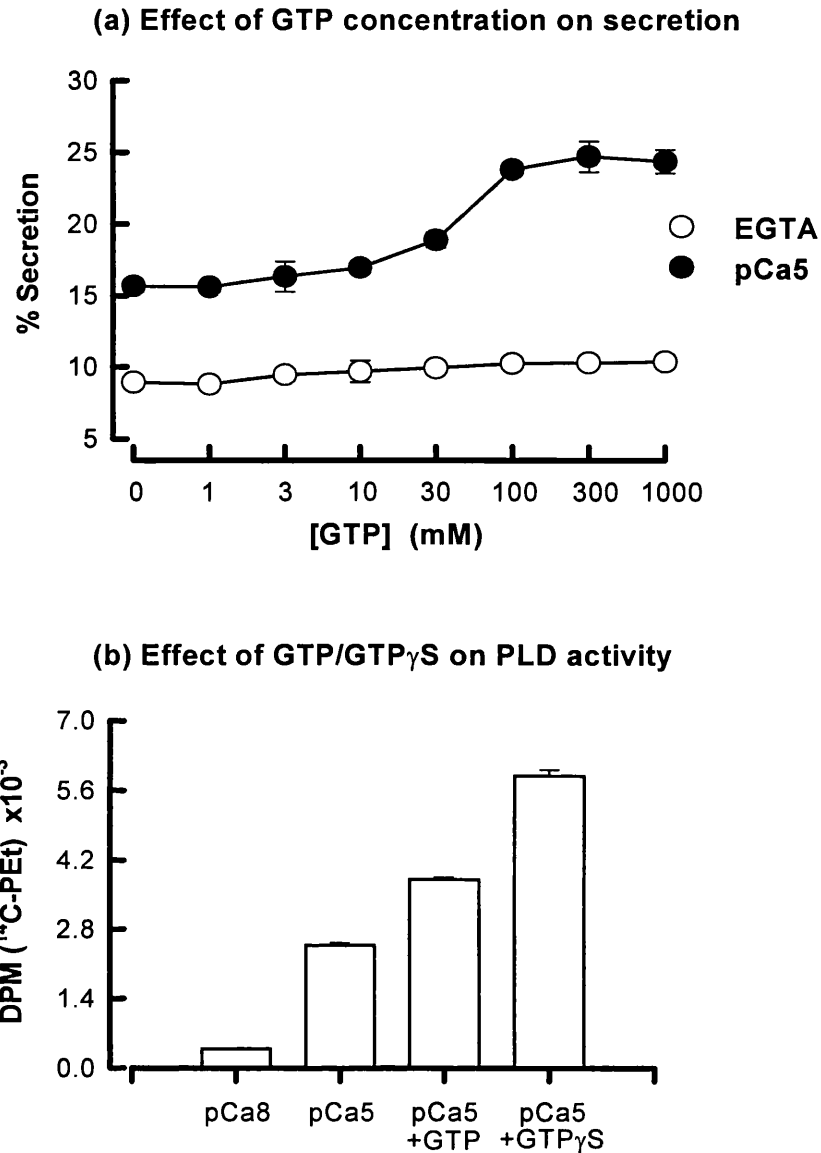 (a) Effect of GTP concentration on secretion
30
25
20
15
10
5
% Secretion
EGTA
pCa5
0 1 3 10 30 100 300 1000
[GTP] (mM)
(b) Effect of GTP/GTPγS on PLD activity
7.0
5.6
4.2
2.8
1.4
0.0
DPM (¹⁴C-PEt) x10⁻³
pCa8 pCa5 pCa5 pCa5
+GTP +GTPγS